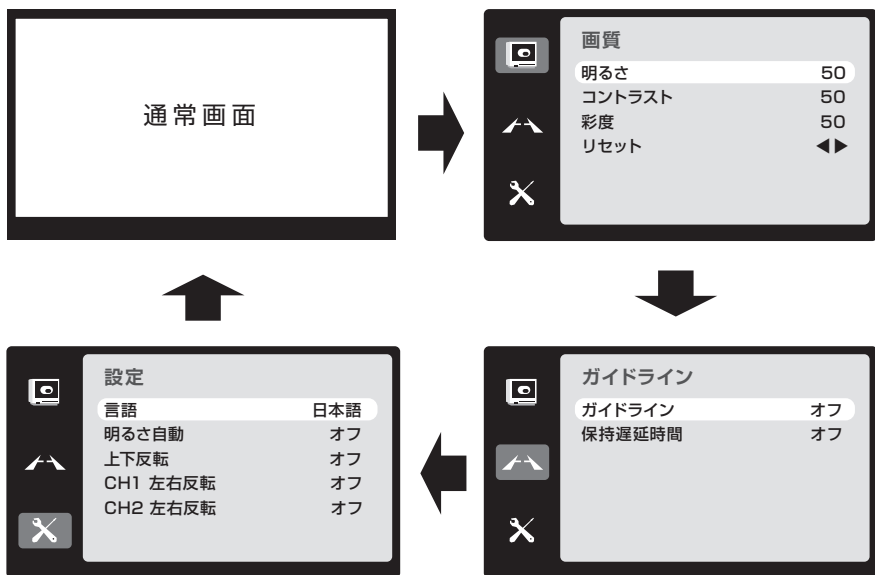 通常画面
画質
明るさ 50
コントラスト 50
彩度 50
リセット ◀▶
設定
言語 日本語
明るさ自動 オフ
上下反転 オフ
CH1 左右反転 オフ
CH2 左右反転 オフ
ガイドライン
ガイドライン オフ
保持遅延時間 オフ